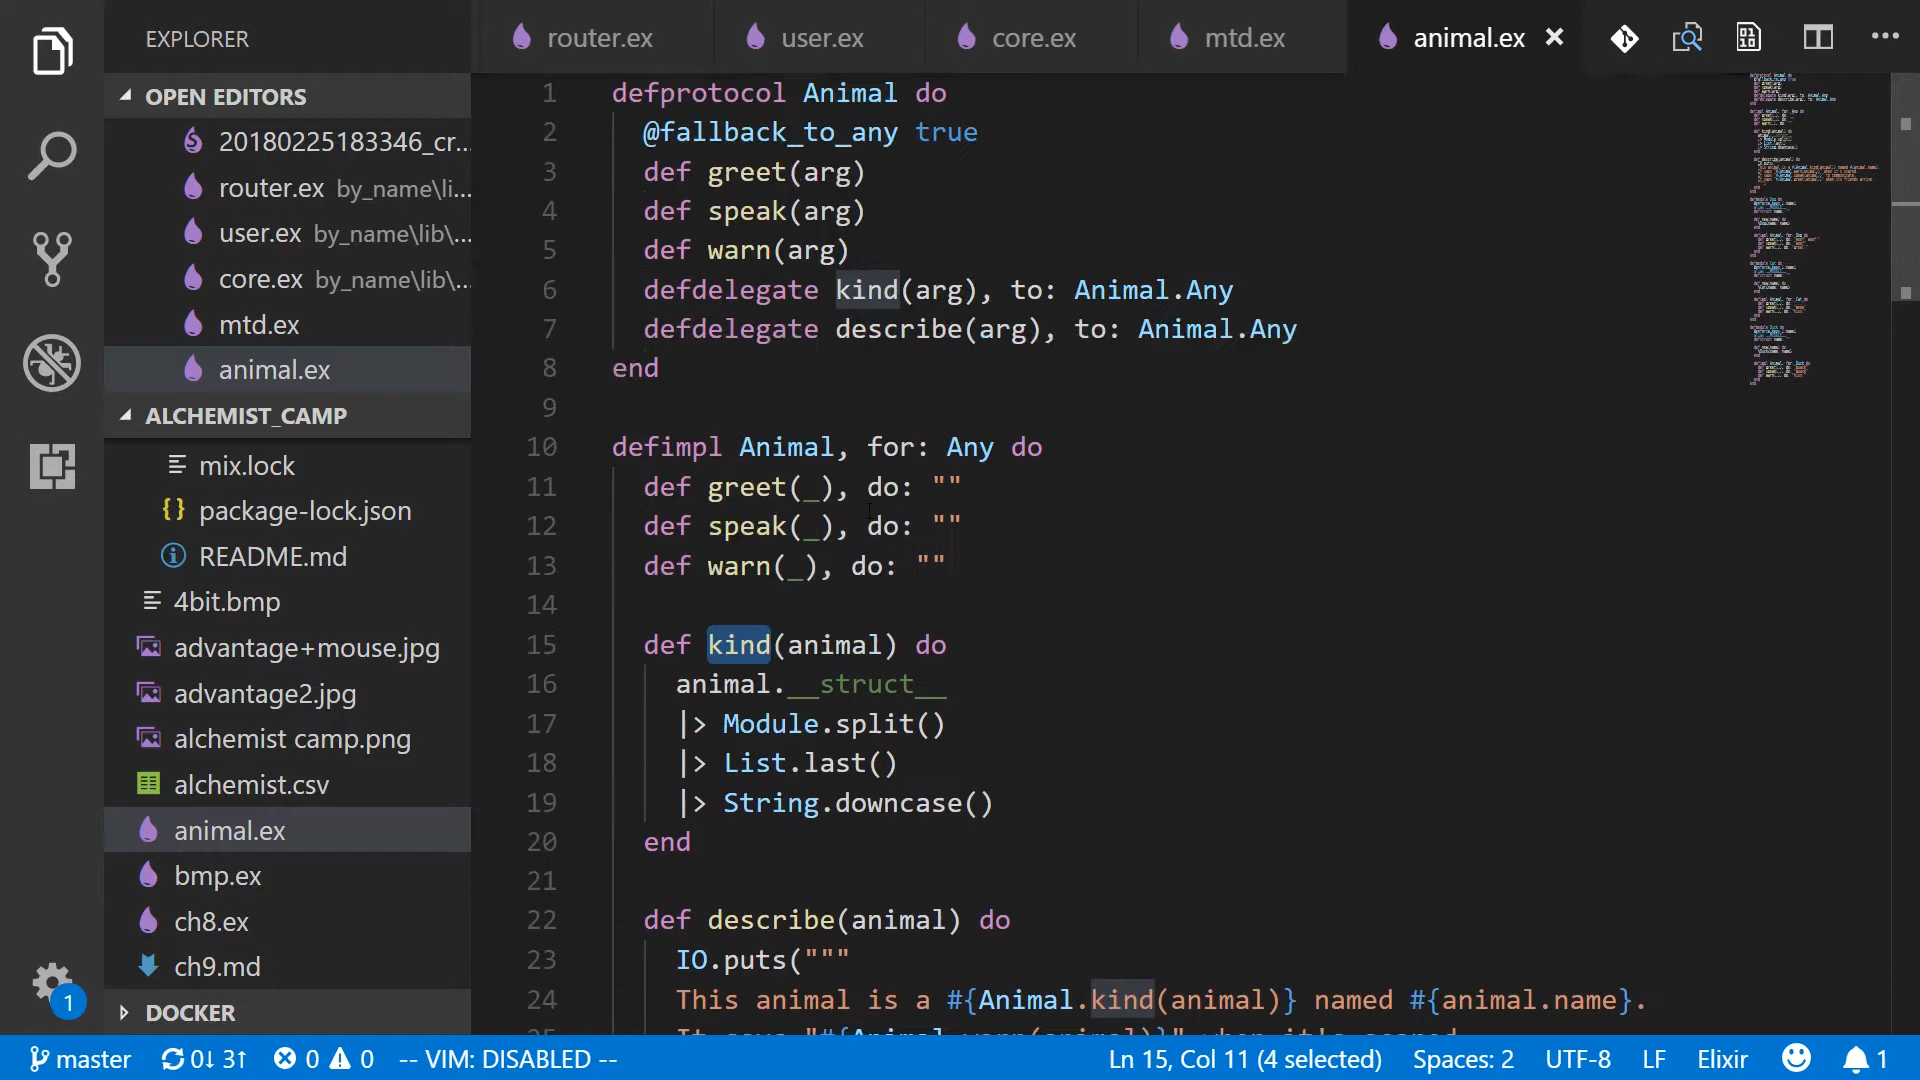 EXPLORER
OPEN EDITORS
20180225183346_cr...
router.ex by_name\li...
user.ex by_name\lib\...
core.ex by_name\lib\...
mtd.ex
animal.ex
ALCHEMIST_CAMP
mix.lock
{} package-lock.json
README.md
4bit.bmp
advantage+mouse.jpg
advantage2.jpg
alchemist camp.png
alchemist.csv
animal.ex
bmp.ex
ch8.ex
ch9.md
DOCKER
1
router.ex user.ex core.ex mtd.ex animal.ex
1 defprotocol Animal do
2 @fallback_to_any true
3 def greet(arg)
4 def speak(arg)
5 def warn(arg)
6 defdelegate kind(arg), to: Animal.Any
7 defdelegate describe(arg), to: Animal.Any
8 end
9
10 defimpl Animal, for: Any do
11 def greet(_), do: ""
12 def speak(_), do: ""
13 def warn(_), do: ""
14
15 def kind(animal) do
16 animal.__struct__
17 |> Module.split()
18 |> List.last()
19 |> String.downcase()
20 end
21
22 def describe(animal) do
23 IO.puts("""
24 This animal is a #{Animal.kind(animal)} named #{animal.name}.
master 0↓ 3↑ 0 0 -- VIM: DISABLED -- Ln 15, Col 11 (4 selected) Spaces: 2 UTF-8 LF Elixir 1